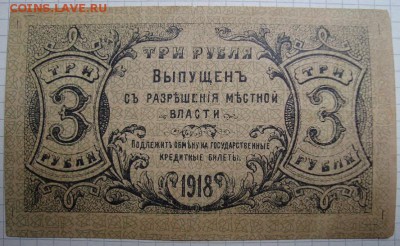 COINS.LAVE.RU
ТРИ РУБЛЯ
ТРИ
3
РУБЛЯ
ВЫПУЩЕНЪ
СЪ РАЗРѢШЕНІЯ МѢСТНОЙ
ВЛАСТИ
ПОДЛЕЖИТЪ ОБМѢНУ НА ГОСУДАРСТВЕННЫЕ
КРЕДИТНЫЕ БИЛЕТЫ.
1918
ТРИ
3
РУБЛЯ